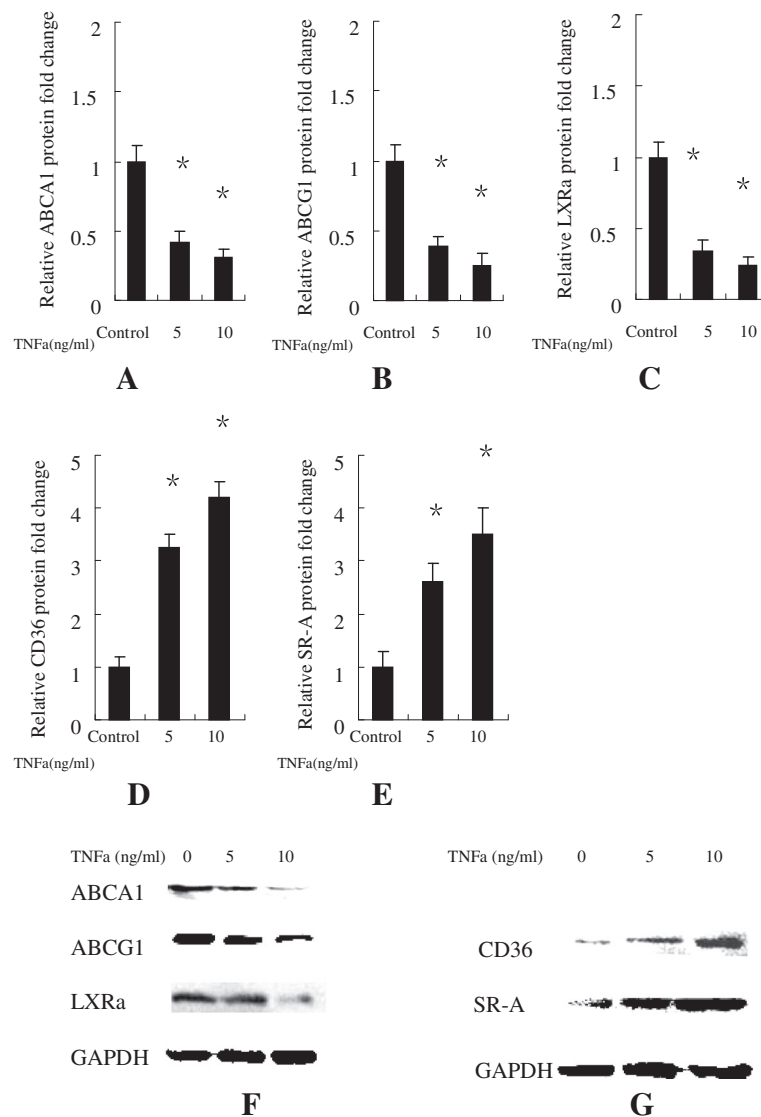 Relative ABCA1 protein fold change
2
1.5
1
0.5
0
* *
Control 5 10
TNFa(ng/ml)
A
Relative ABCG1 protein fold change
2
1.5
1
0.5
0
* *
Control 5 10
TNFa(ng/ml)
B
Relative LXRa protein fold change
2
1.5
1
0.5
0
* *
Control 5 10
TNFa(ng/ml)
C
Relative CD36 protein fold change
5
4
3
2
1
0
* *
Control 5 10
TNFa(ng/ml)
D
Relative SR-A protein fold change
5
4
3
2
1
0
* *
Control 5 10
TNFa(ng/ml)
E
TNFa (ng/ml) 0 5 10
ABCA1
ABCG1
LXRa
GAPDH
F
TNFa (ng/ml) 0 5 10
CD36
SR-A
GAPDH
G